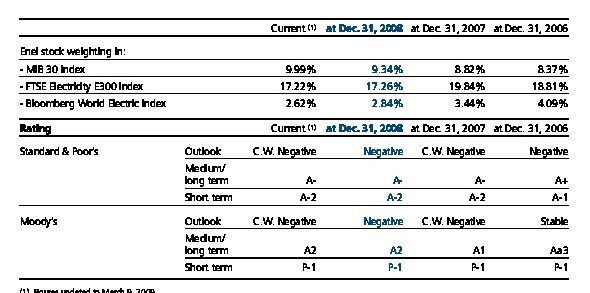 Current (1) at Dec. 31, 2008 at Dec. 31, 2007 at Dec. 31, 2006
Enel stock weighting in:
- MIB 30 index 9.99% 9.34% 8.82% 8.37%
- FTSE Electricity E300 index 17.22% 17.26% 19.84% 18.81%
- Bloomberg World Electric index 2.62% 2.84% 3.44% 4.09%
Rating Current (1) at Dec. 31, 2008 at Dec. 31, 2007 at Dec. 31, 2006
Standard & Poor's Outlook C.W. Negative Negative C.W. Negative Negative
Medium/
long term A- A- A- A+
Short term A-2 A-2 A-2 A-1
Moody's Outlook C.W. Negative Negative C.W. Negative Stable
Medium/
long term A2 A2 A1 Aa3
Short term P-1 P-1 P-1 P-1
(1) Figures updated to March 9, 2009